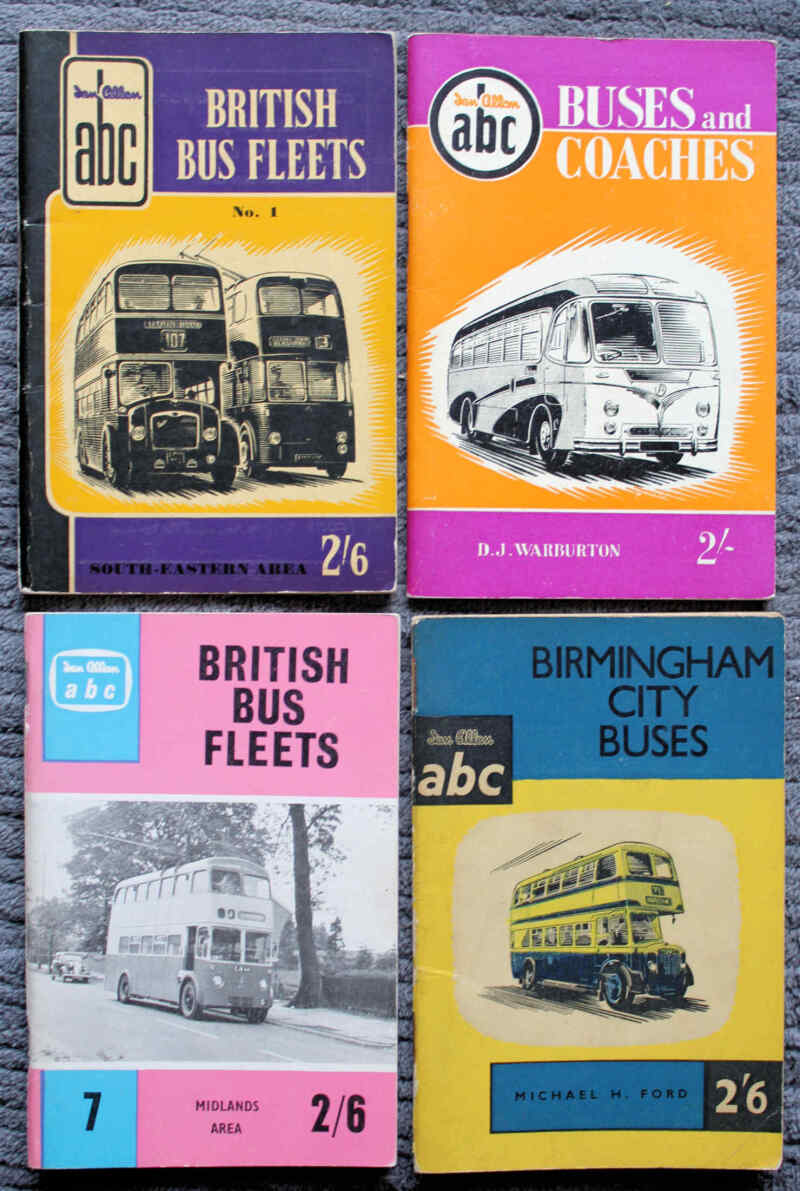 Ian Allan
abc
BRITISH
BUS FLEETS
No. 1
107
SOUTH-EASTERN AREA
2/6
Ian Allan
abc
BUSES and
COACHES
D.J. WARBURTON
2/-
Ian Allan
abc
BRITISH
BUS
FLEETS
7
MIDLANDS
AREA
2/6
BIRMINGHAM
CITY
BUSES
Ian Allan
abc
MICHAEL H. FORD
2/6